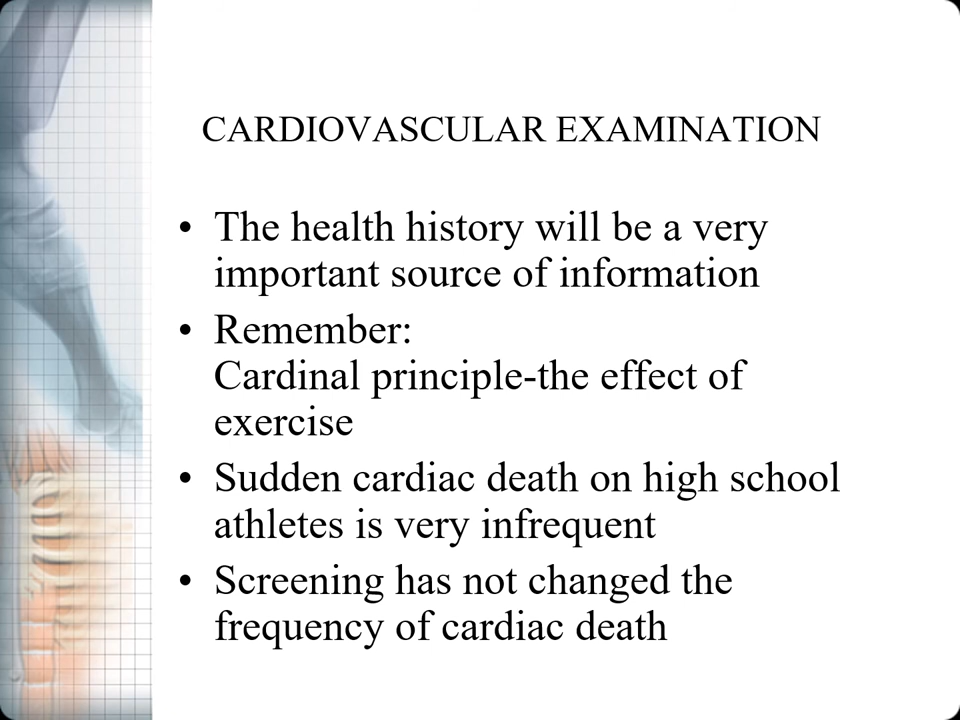 CARDIOVASCULAR EXAMINATION
• The health history will be a very
important source of information
• Remember:
Cardinal principle-the effect of
exercise
• Sudden cardiac death on high school
athletes is very infrequent
• Screening has not changed the
frequency of cardiac death